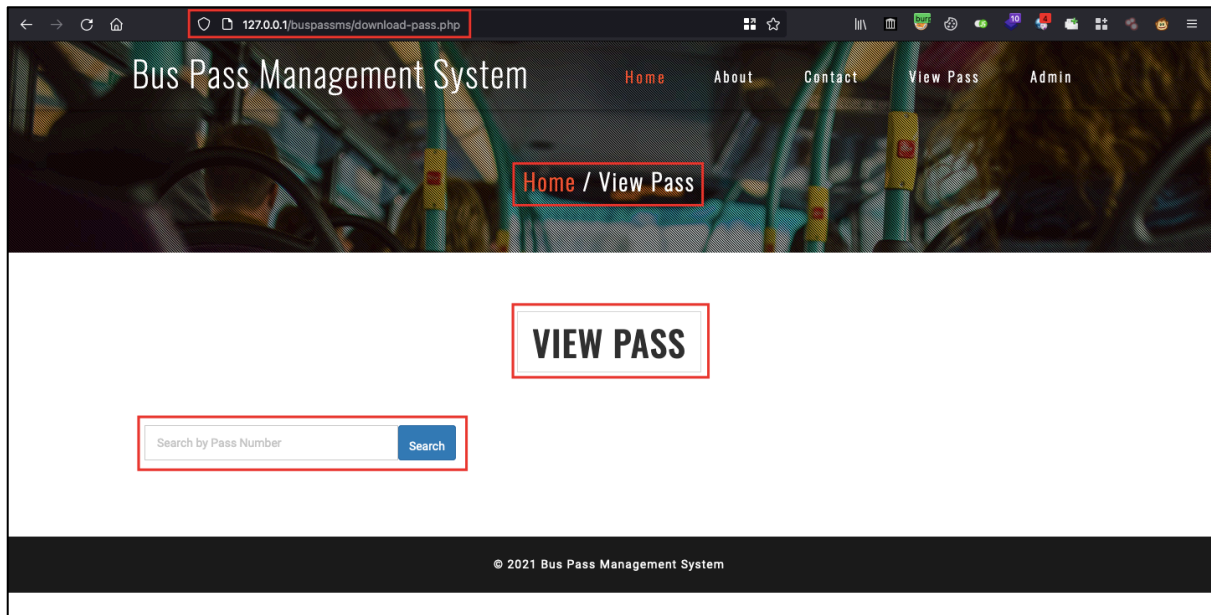 127.0.0.1/buspassms/download-pass.php
Bus Pass Management System
Home About Contact View Pass Admin
Home / View Pass
VIEW PASS
Search by Pass Number Search
© 2021 Bus Pass Management System